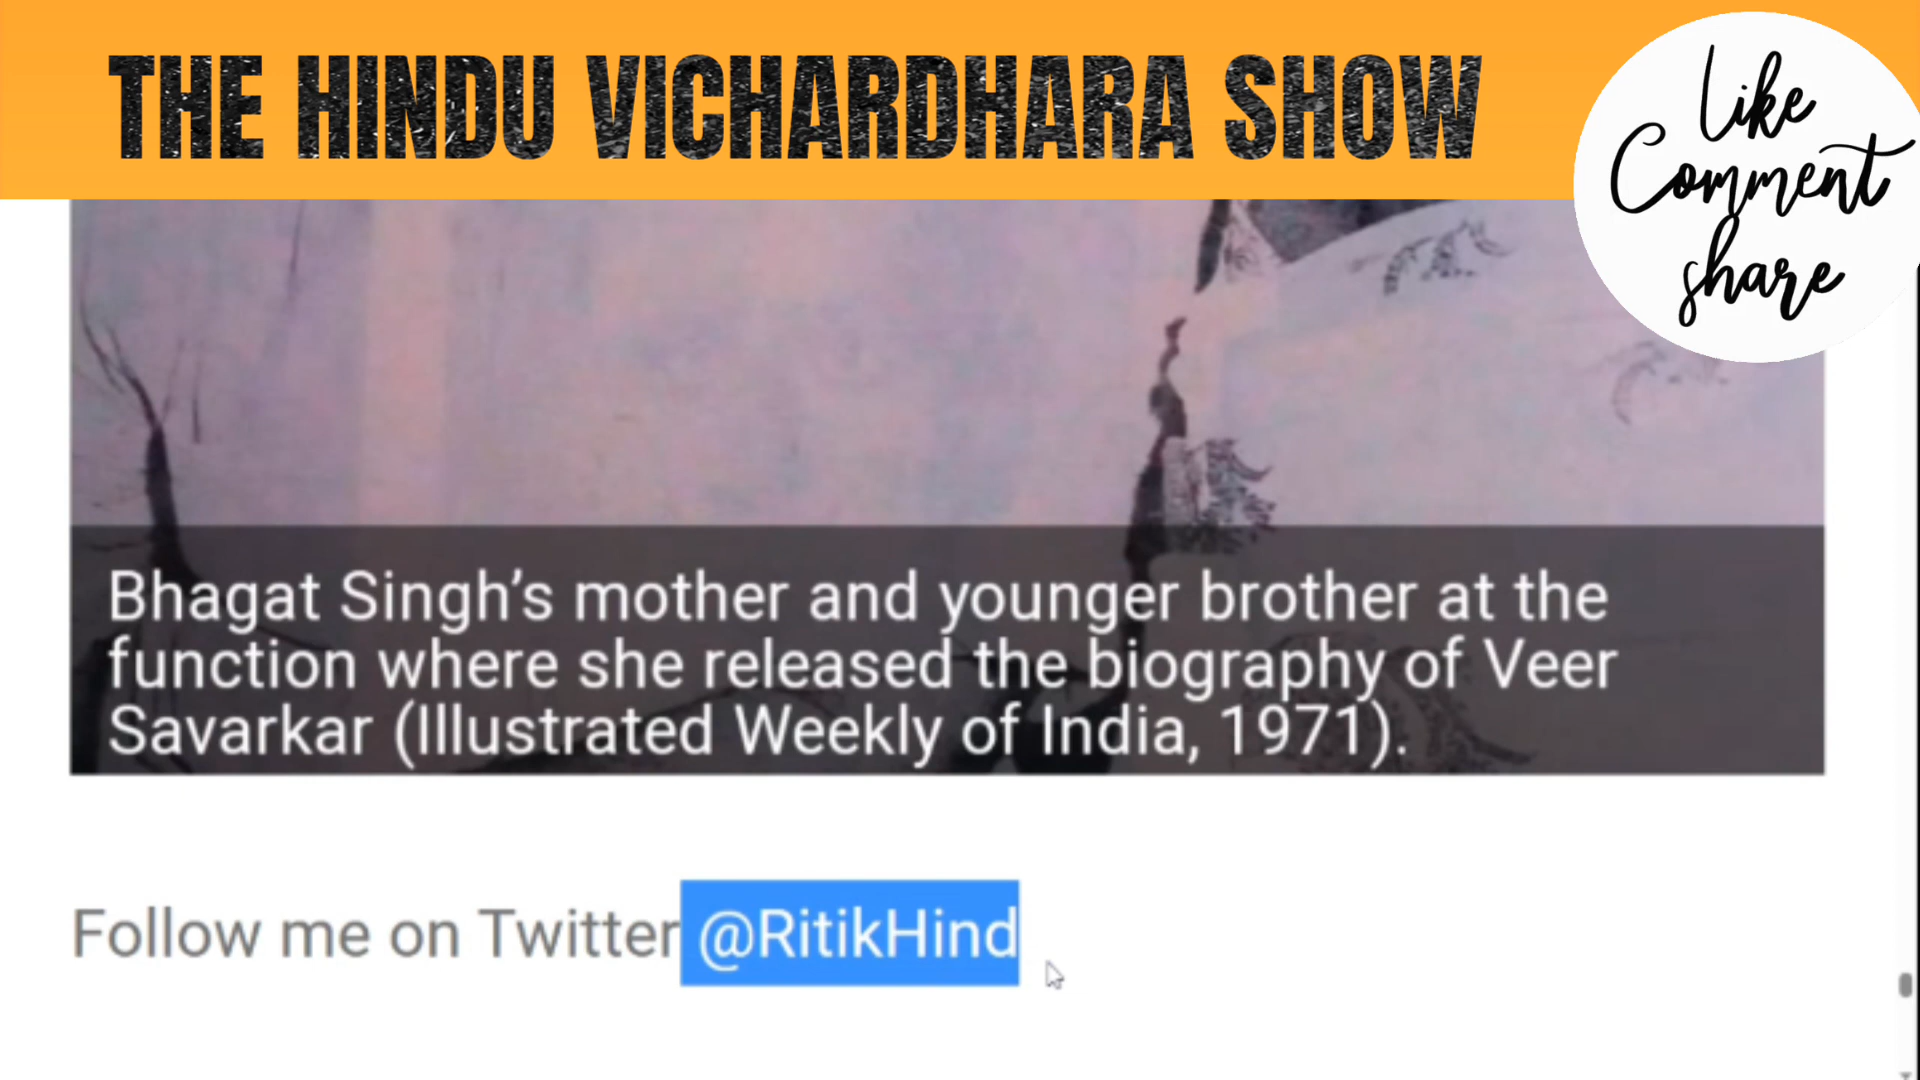 THE HINDU VICHARDHARA SHOW
Like
Comment
share
Bhagat Singh’s mother and younger brother at the
function where she released the biography of Veer
Savarkar (Illustrated Weekly of India, 1971).
Follow me on Twitter @RitikHind